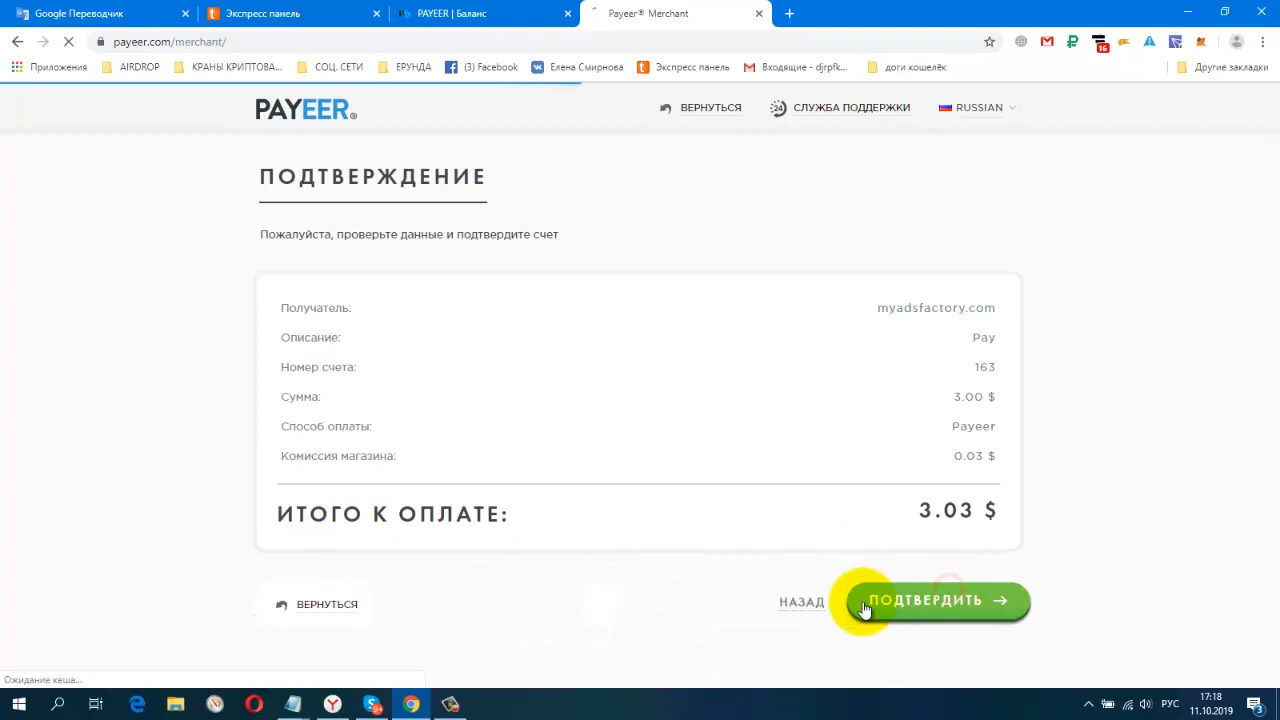 Google Переводчик
Экспресс панель
PAYEER | Баланс
Payeer® Merchant
payeer.com/merchant/
16
Приложения
AIRDROP
КРАНЫ КРИПТОВА...
СОЦ. СЕТИ
ЕРУНДА
(3) Facebook
Елена Смирнова
Экспресс панель
Входящие - djrpfk...
доги кошелёк
Другие закладки
PAYEER®
ВЕРНУТЬСЯ
24
СЛУЖБА ПОДДЕРЖКИ
RUSSIAN
ПОДТВЕРЖДЕНИЕ
Пожалуйста, проверьте данные и подтвердите счет
Получатель: myadsfactory.com
Описание: Pay
Номер счета: 163
Сумма: 3.00 $
Способ оплаты: Payeer
Комиссия магазина: 0.03 $
ИТОГО К ОПЛАТЕ: 3.03 $
ВЕРНУТЬСЯ
НАЗАД
ПОДТВЕРДИТЬ →
Ожидание кеша...
РУС
17:18
11.10.2019
3